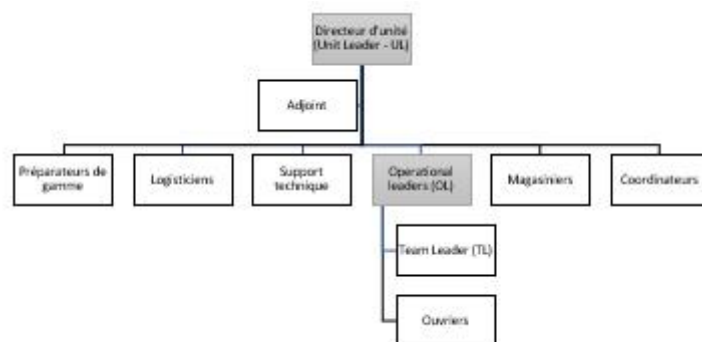 Directeur d'unité
(Unit Leader - UL)
Adjoint
Préparateurs de
gamme
Logisticiens
Support
technique
Operational
leaders (OL)
Magasiniers
Coordinateurs
Team Leader (TL)
Ouvriers